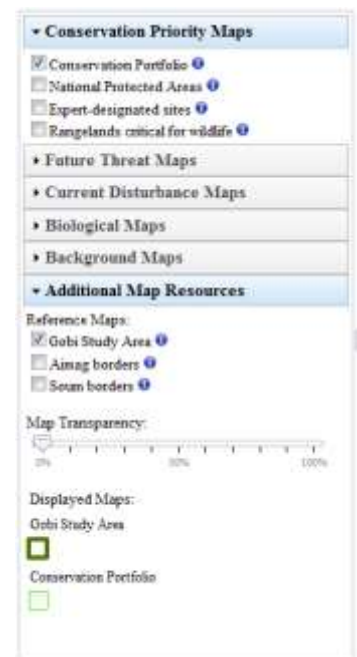 Conservation Priority Maps
Conservation Portfolio
National Protected Areas
Expert-designated sites
Rangelands critical for wildlife
Future Threat Maps
Current Disturbance Maps
Biological Maps
Background Maps
Additional Map Resources
Reference Maps:
Gobi Study Area
Aimag borders
Soum borders
Map Transparency:
0% 50% 100%
Displayed Maps:
Gobi Study Area
Conservation Portfolio